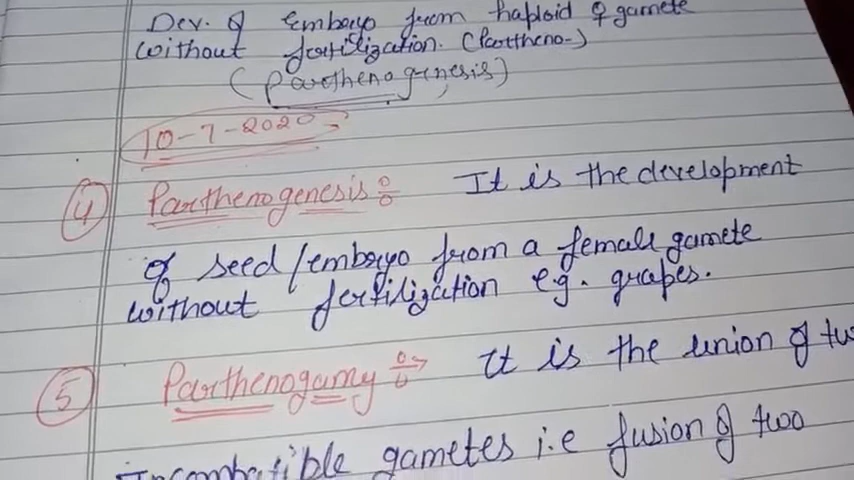 Dev. of Embryo from haploid ♀ gamete
without fertilization. (Parttheno-)
(Parthenogenesis)
10-7-2020
4 Parthenogenesis: It is the development
of seed/embryo from a female gamete
without fertilization e.g. grapes.
5 Parthenogamy:→ It is the union of
Incompatible gametes i.e fusion of two